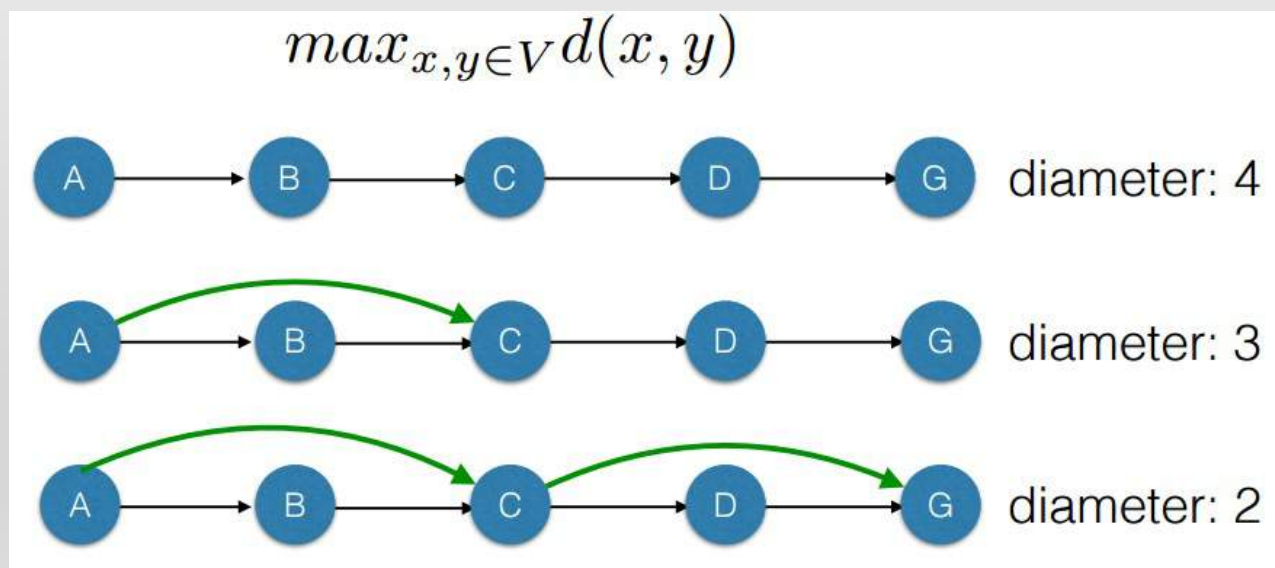 max_{x,y∈V} d(x, y)
A B C D G diameter: 4
A B C D G diameter: 3
A B C D G diameter: 2